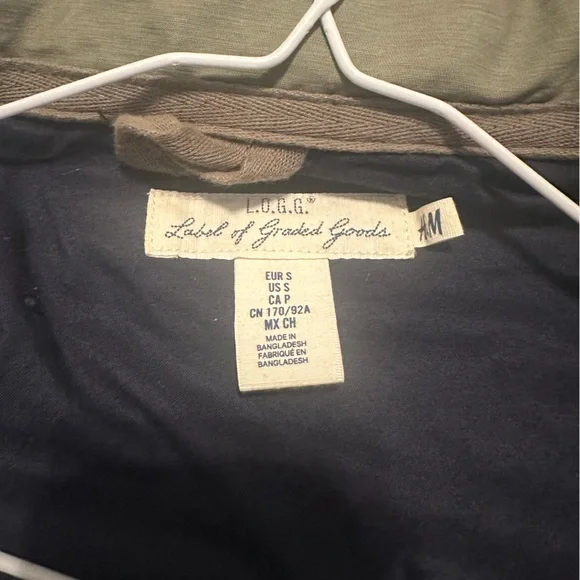 L.O.G.G.®
Label of Graded Goods
H&M
EUR S
US S
CA P
CN 170/92A
MX CH
MADE IN
BANGLADESH
FABRIQUÉ EN
BANGLADESH